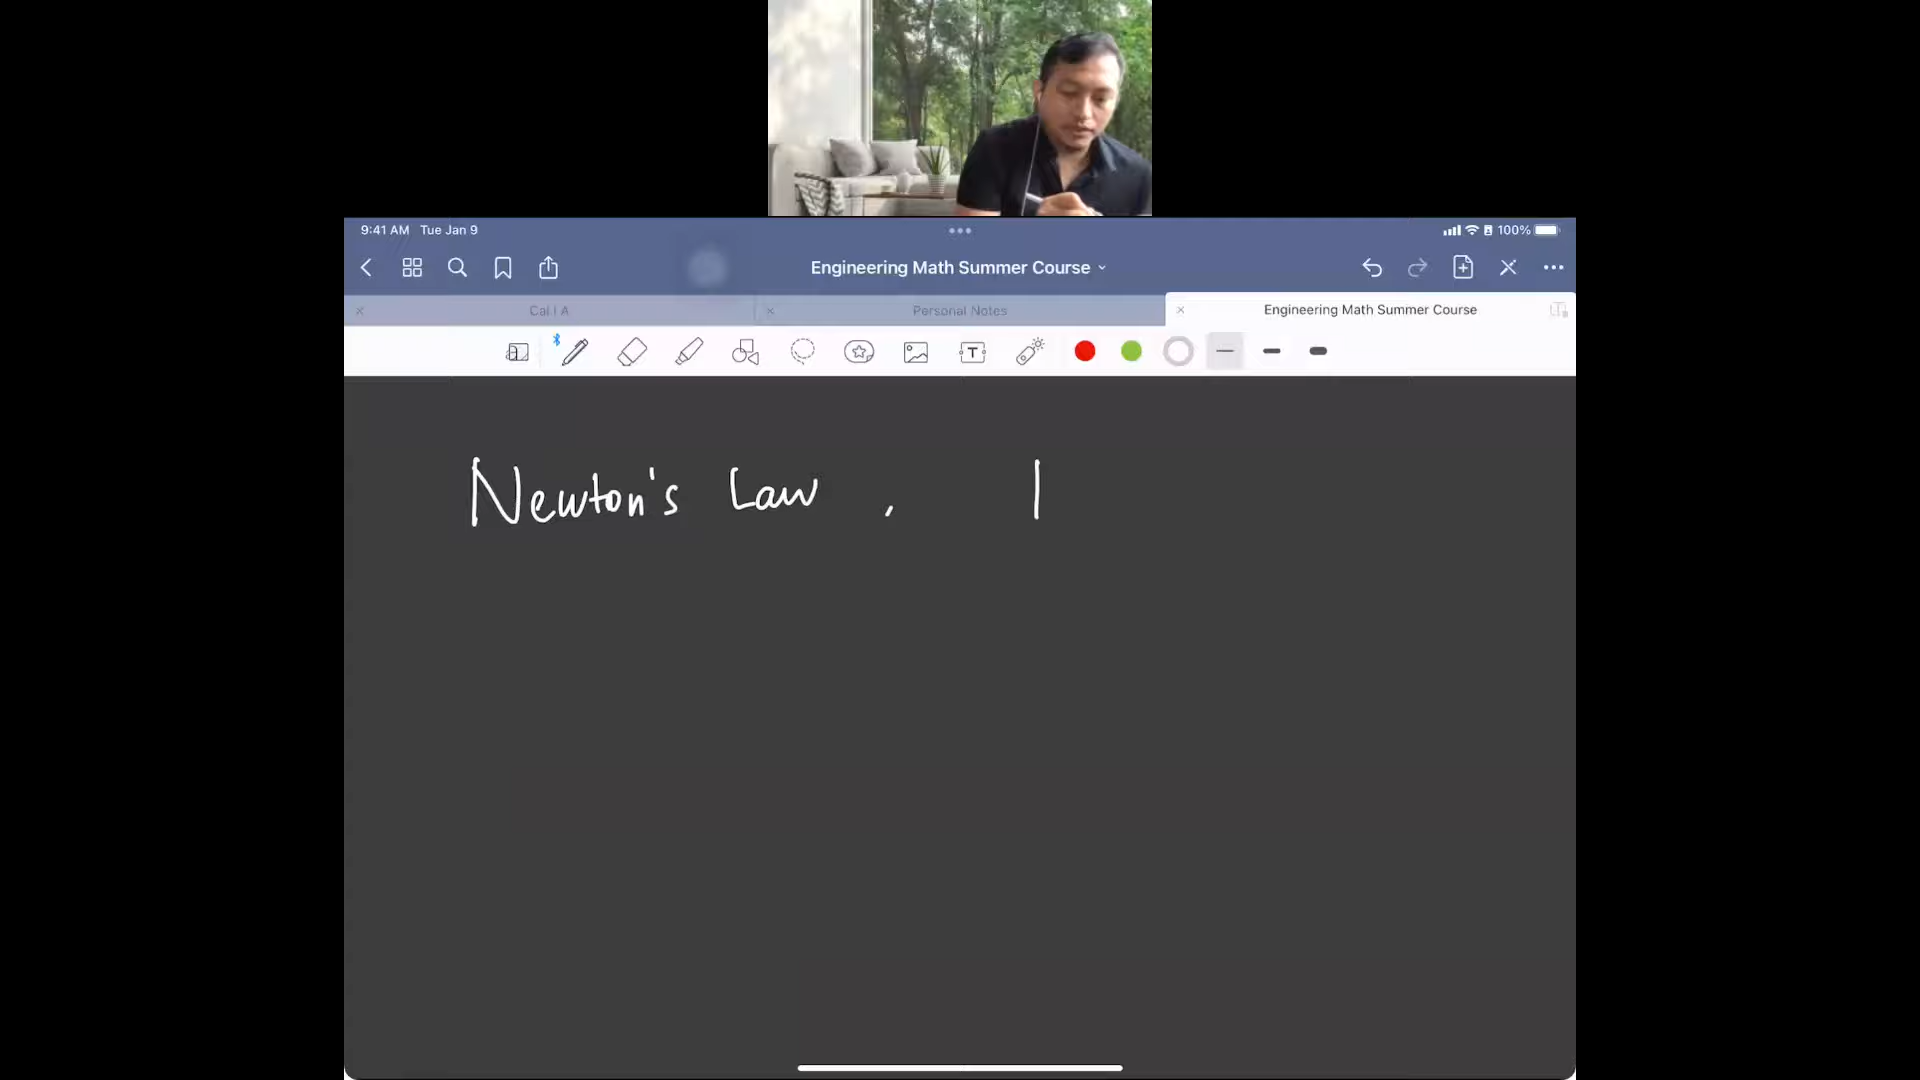 9:41 AM Tue Jan 9
100%
Engineering Math Summer Course
Cal I A
Personal Notes
Engineering Math Summer Course
T
Newton's Law ,